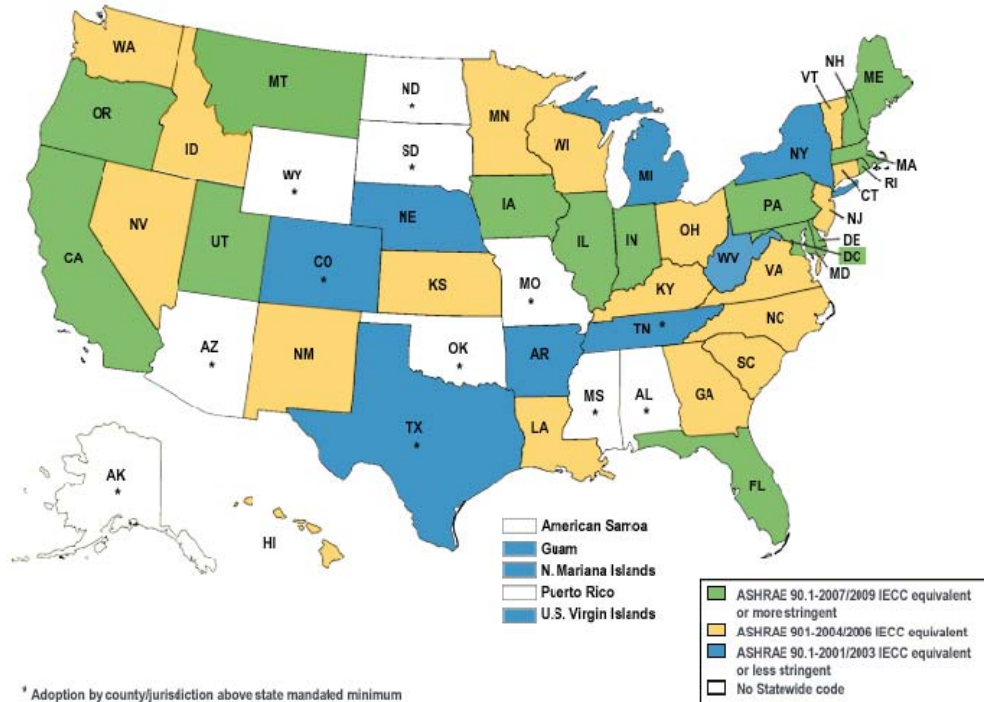 WA
MT
ND
*
MN
VT
NH
ME
OR
ID
SD
*
WI
NY
MA
WY
*
MI
RI
CT
IA
PA
NE
NJ
NV
OH
IL
IN
DE
UT
DC
CA
CO
*
WV
MD
KS
MO
*
VA
KY
NC
TN *
AZ
*
NM
OK
*
AR
SC
MS
*
AL
*
GA
TX
*
LA
AK
*
FL
HI
American Samoa
Guam
N. Mariana Islands
Puerto Rico
U.S. Virgin Islands
ASHRAE 90.1-2007/2009 IECC equivalent
or more stringent
ASHRAE 901-2004/2006 IECC equivalent
ASHRAE 90.1-2001/2003 IECC equivalent
or less stringent
No Statewide code
* Adoption by county/jurisdiction above state mandated minimum